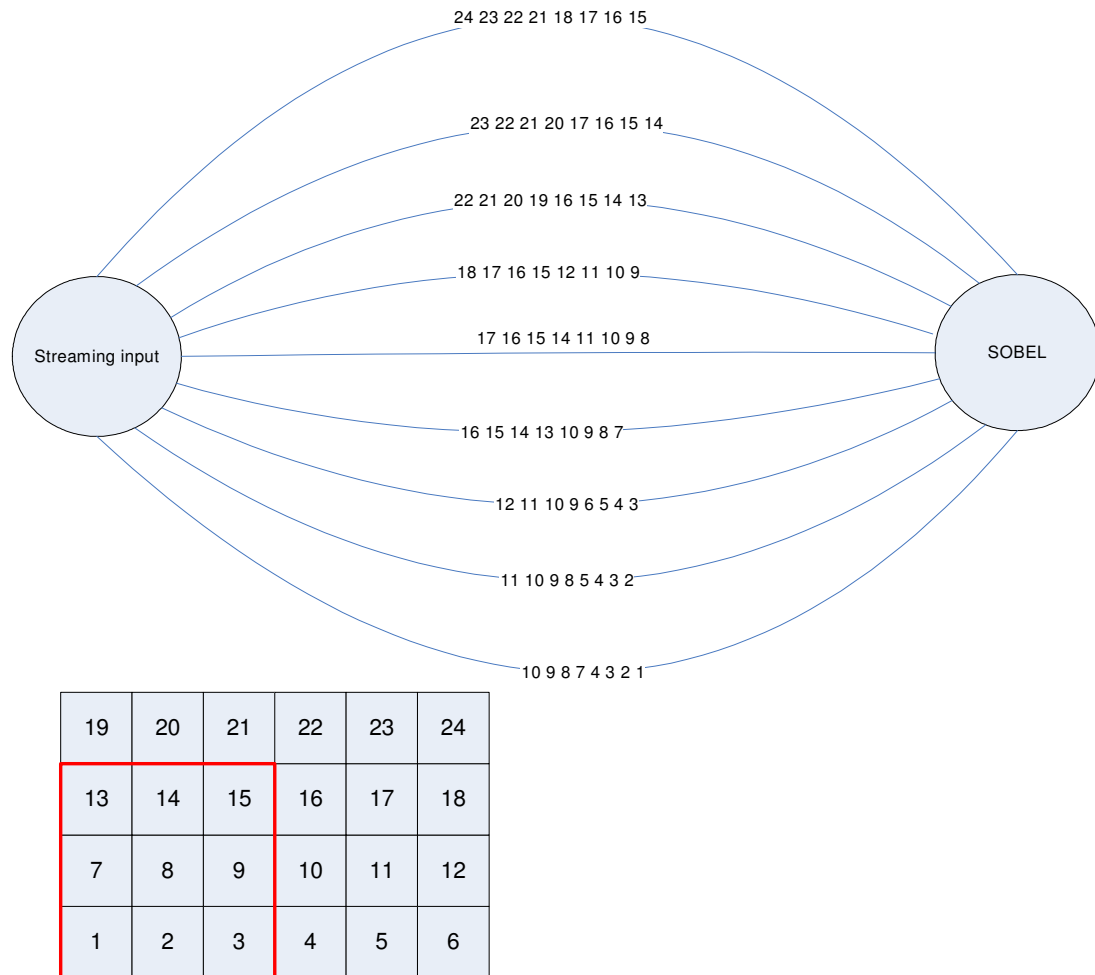 24 23 22 21 18 17 16 15
23 22 21 20 17 16 15 14
22 21 20 19 16 15 14 13
18 17 16 15 12 11 10 9
17 16 15 14 11 10 9 8
Streaming input
SOBEL
16 15 14 13 10 9 8 7
12 11 10 9 6 5 4 3
11 10 9 8 5 4 3 2
10 9 8 7 4 3 2 1
19 20 21 22 23 24
13 14 15 16 17 18
7 8 9 10 11 12
1 2 3 4 5 6